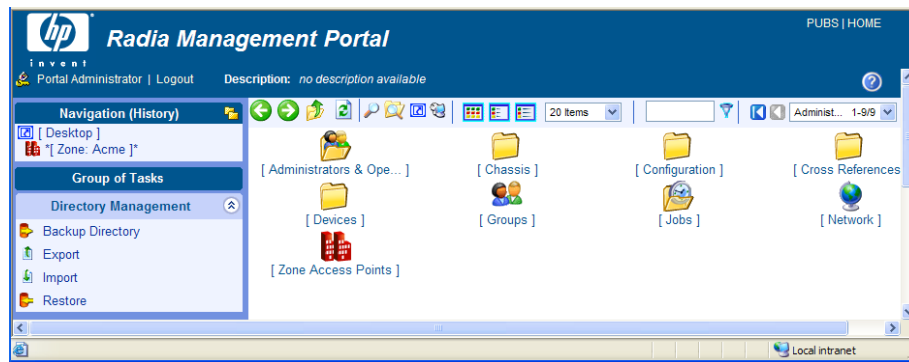 hp
invent
Radia Management Portal
PUBS | HOME
Portal Administrator | Logout
Description: no description available
Navigation (History)
[ Desktop ]
*[ Zone: Acme ]*
Group of Tasks
Directory Management
Backup Directory
Export
Import
Restore
20 Items
Administ... 1-9/9
[ Administrators & Ope... ]
[ Chassis ]
[ Configuration ]
[ Cross References
[ Devices ]
[ Groups ]
[ Jobs ]
[ Network ]
[ Zone Access Points ]
Local intranet